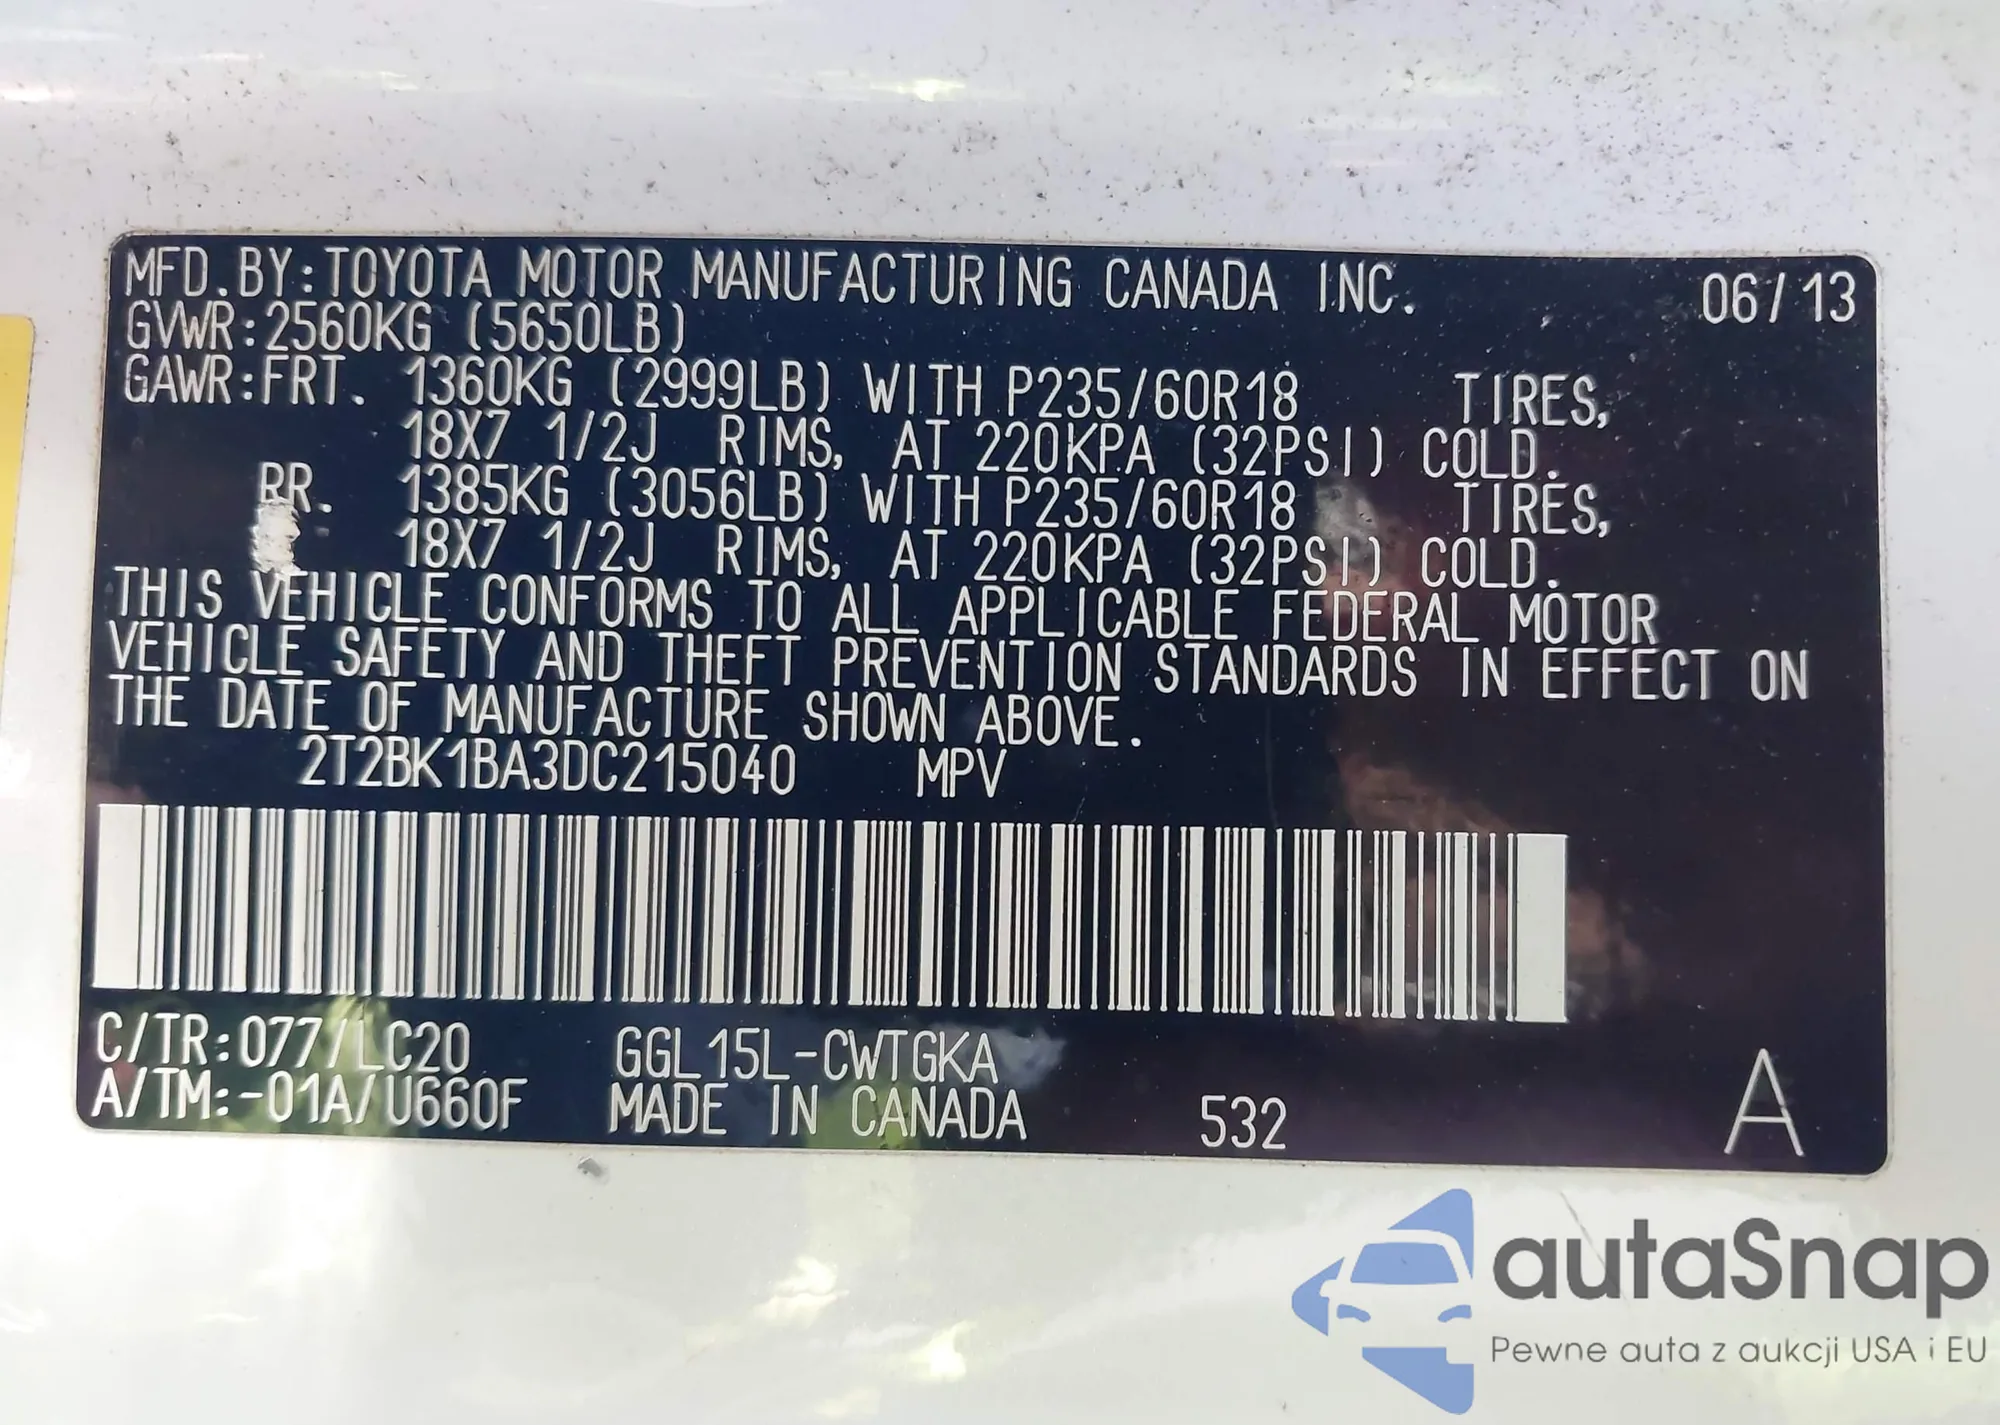 MFD. BY: TOYOTA MOTOR MANUFACTURING CANADA INC. 06/13
GVWR: 2560KG (5650LB)
GAWR: FRT. 1360KG (2999LB) WITH P235/60R18 TIRES,
18X7 1/2J RIMS, AT 220KPA (32PSI) COLD.
RR. 1385KG (3056LB) WITH P235/60R18 TIRES,
18X7 1/2J RIMS, AT 220KPA (32PSI) COLD.
THIS VEHICLE CONFORMS TO ALL APPLICABLE FEDERAL MOTOR
VEHICLE SAFETY AND THEFT PREVENTION STANDARDS IN EFFECT ON
THE DATE OF MANUFACTURE SHOWN ABOVE.
2T2BK1BA3DC215040 MPV
C/TR: 077/LC20 GGL15L-CWTGKA
A/TM: -01A/U660F MADE IN CANADA 532 A
autaSnap
Pewne auta z aukcji USA i EU